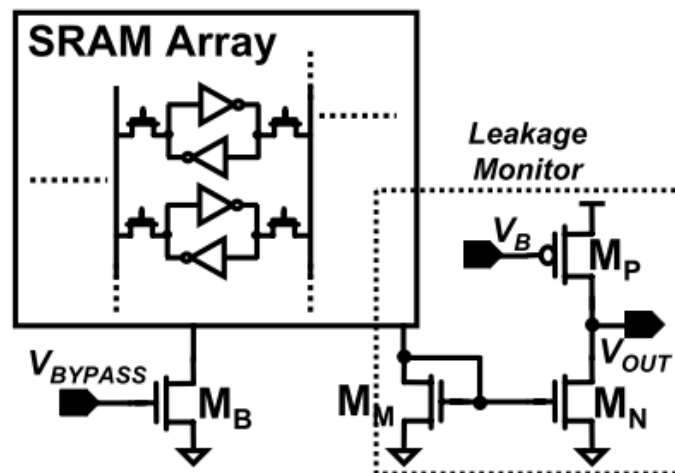 SRAM Array
Leakage
Monitor
V_B
M_P
V_BYPASS
M_B
M_M
V_OUT
M_N